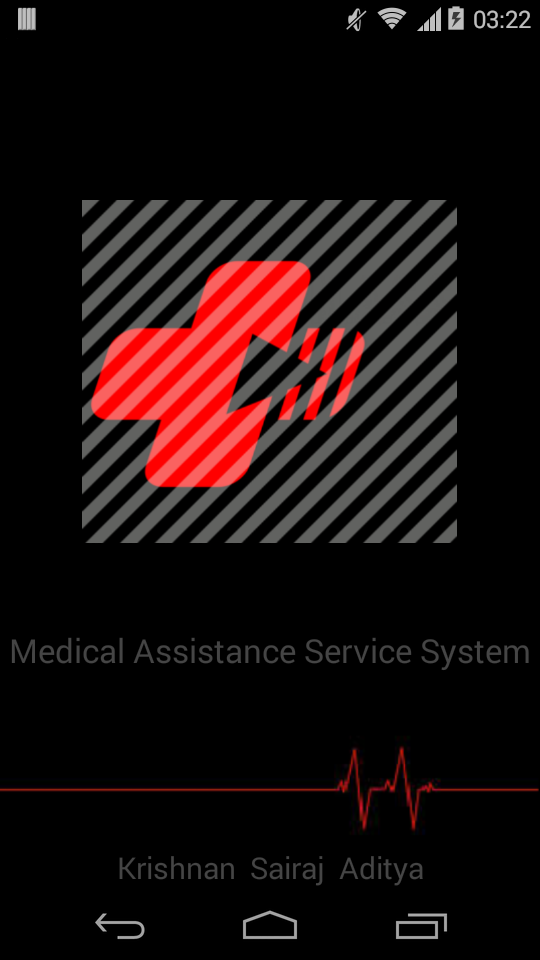 03:22
Medical Assistance Service System
Krishnan Sairaj Aditya